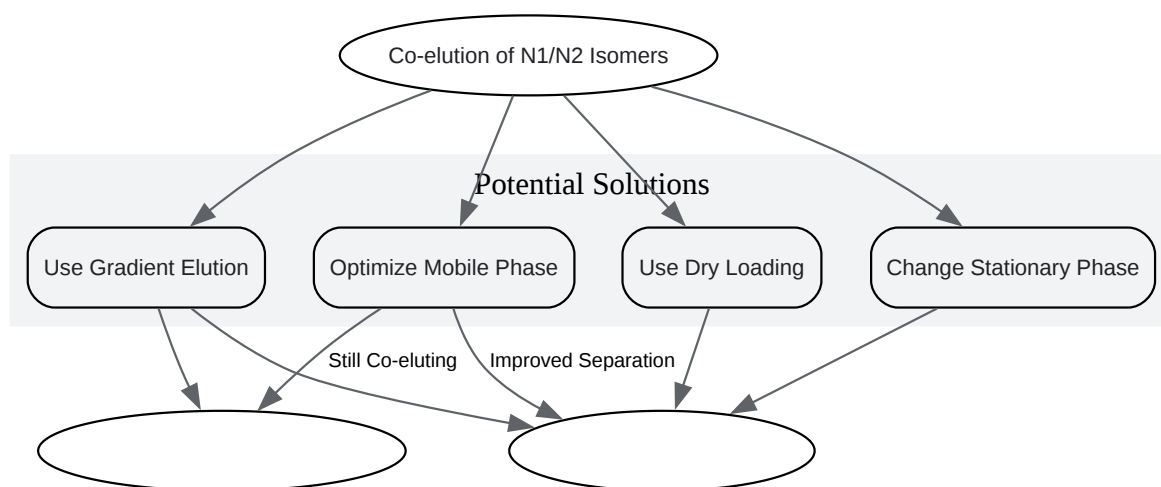 Co-elution of N1/N2 Isomers
Potential Solutions
Use Gradient Elution
Optimize Mobile Phase
Use Dry Loading
Change Stationary Phase
Still Co-eluting
Improved Separation